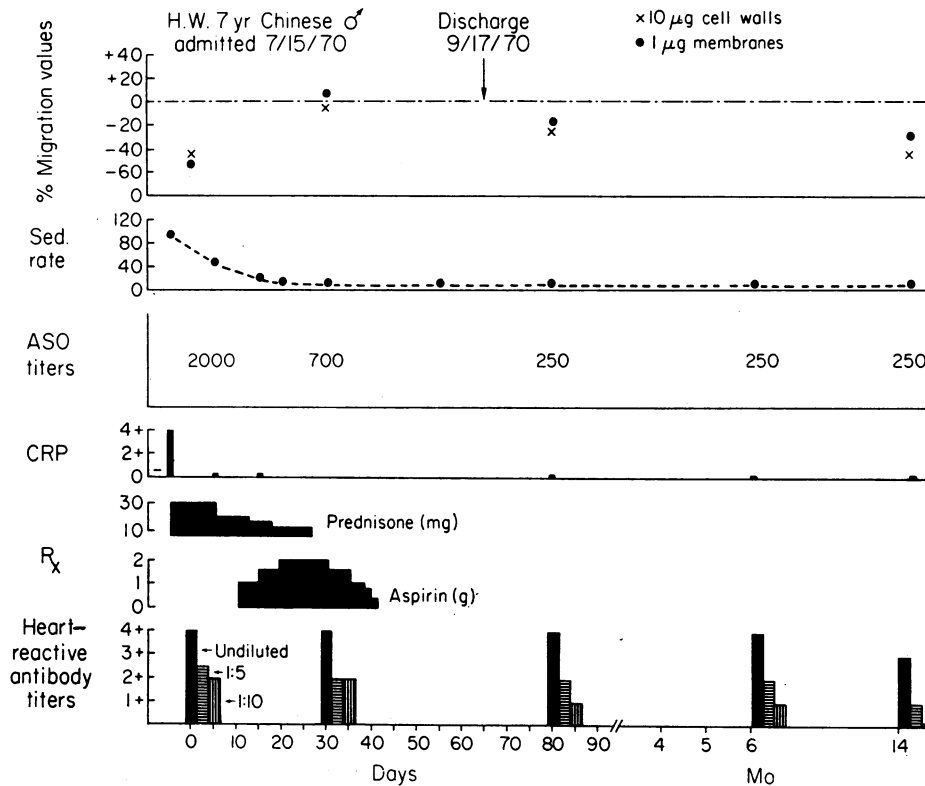 H.W. 7 yr Chinese ♂
admitted 7/15/70
Discharge
9/17/70
× 10 μg cell walls
● 1 μg membranes
% Migration values
+40
+20
0
-20
-40
-60
0
Sed.
rate
120
80
40
0
ASO
titers
2000
700
250
250
250
CRP
4+
2+
0
Rx
30
10
Prednisone (mg)
2
1
0
Aspirin (g)
Heart-
reactive
antibody
titers
4+
3+
2+
1+
Undiluted
1:5
1:10
0 10 20 30 40 50 60 70 80 90 4 5 6 14
Days
Mo